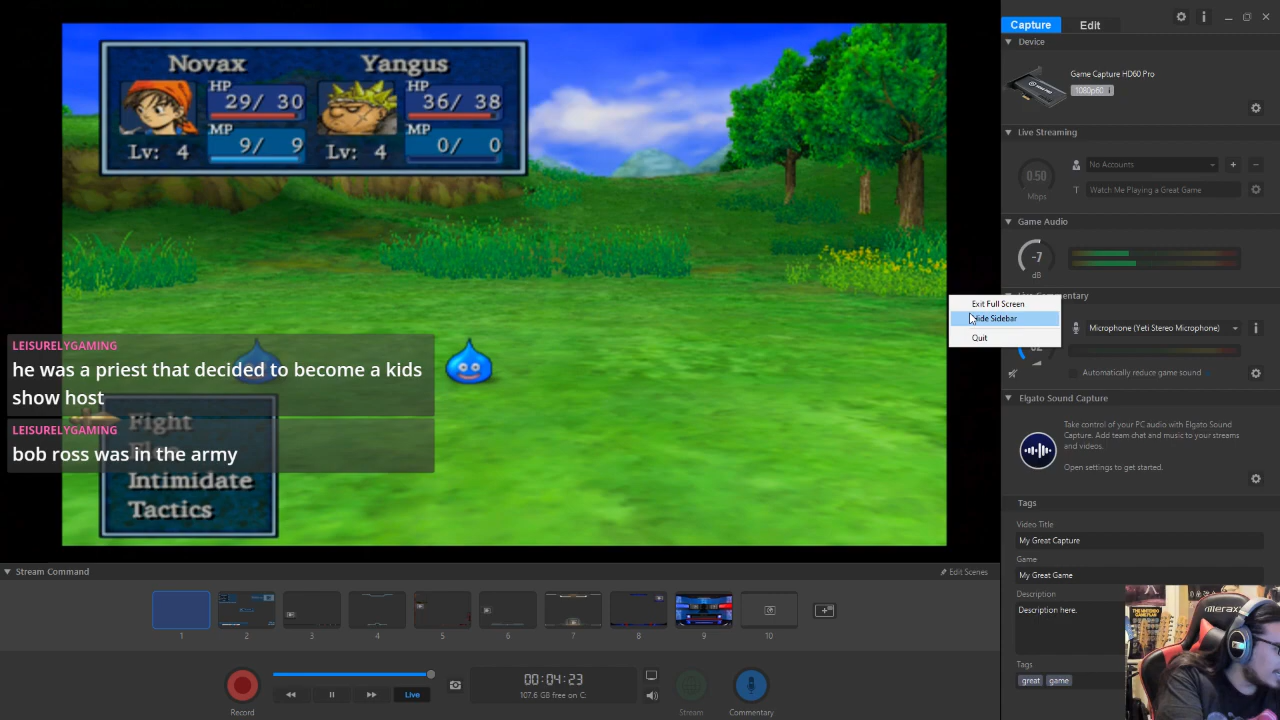 Capture
Edit
Device
Game Capture HD60 Pro
1080p60
Live Streaming
0.50
Mbps
No Accounts
Watch Me Playing a Great Game
Game Audio
-7
dB
Exit Full Screen
Hide Sidebar
Quit
Microphone (Yeti Stereo Microphone)
Automatically reduce game sound
Elgato Sound Capture
Take control of your PC audio with Elgato Sound
Capture. Add team chat and music to your streams
and videos.
Open settings to get started.
Tags
Video Title
My Great Capture
Game
My Great Game
Description
Description here.
Tags
great game
Novax
HP
29/ 30
MP
9/ 9
Lv: 4
Yangus
HP
36/ 38
MP
0/ 0
Lv: 4
LEISURELYGAMING
he was a priest that decided to become a kids
show host
LEISURELYGAMING
bob ross was in the army
Fight
Intimidate
Tactics
Stream Command
Edit Scenes
1 2 3 4 5 6 7 8 9 10
Record
Live
00:04:23
107.6 GB free on C:
Stream
Commentary